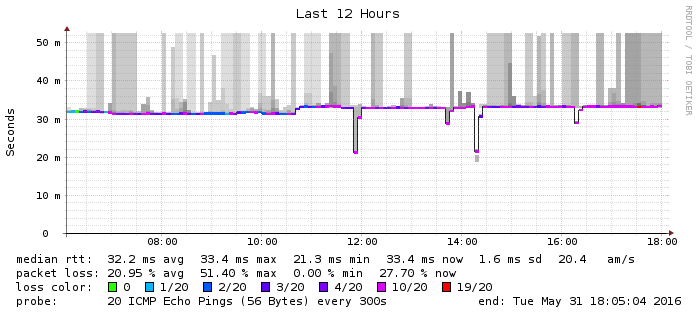 Last 12 Hours
RRDTOOL / TOBI OETIKER
Seconds
50 m
40 m
30 m
20 m
10 m
0
08:00 10:00 12:00 14:00 16:00 18:00
median rtt: 32.2 ms avg 33.4 ms max 21.3 ms min 33.4 ms now 1.6 ms sd 20.4 am/s
packet loss: 20.95 % avg 51.40 % max 0.00 % min 27.70 % now
loss color: 0 1/20 2/20 3/20 4/20 10/20 19/20
probe: 20 ICMP Echo Pings (56 Bytes) every 300s end: Tue May 31 18:05:04 2016